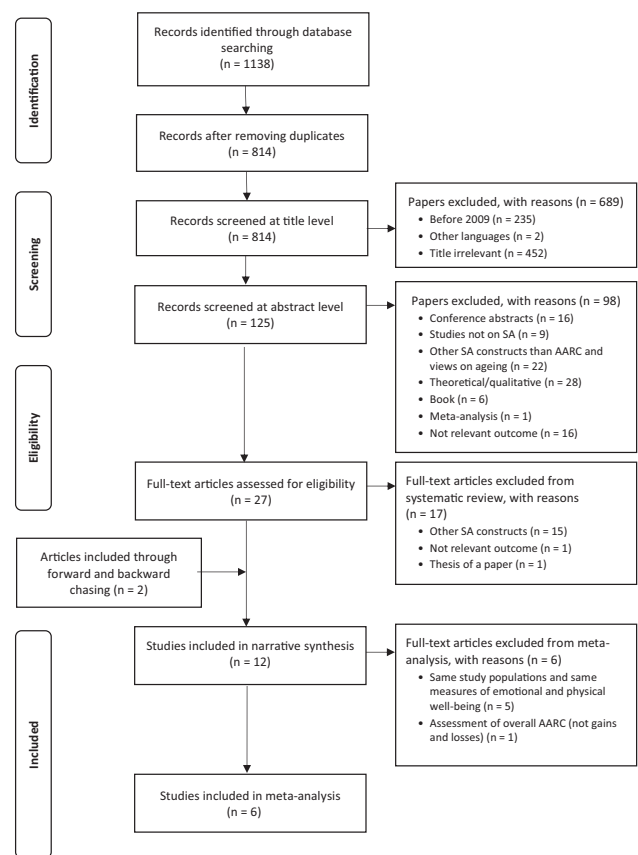 Identification
Records identified through database
searching
(n = 1138)
Records after removing duplicates
(n = 814)
Screening
Records screened at title level
(n = 814)
Papers excluded, with reasons (n = 689)
• Before 2009 (n = 235)
• Other languages (n = 2)
• Title irrelevant (n = 452)
Records screened at abstract level
(n = 125)
Papers excluded, with reasons (n = 98)
• Conference abstracts (n = 16)
• Studies not on SA (n = 9)
• Other SA constructs than AARC and
views on ageing (n = 22)
• Theoretical/qualitative (n = 28)
• Book (n = 6)
• Meta-analysis (n = 1)
• Not relevant outcome (n = 16)
Eligibility
Full-text articles assessed for eligibility
(n = 27)
Full-text articles excluded from
systematic review, with reasons
(n = 17)
• Other SA constructs (n = 15)
• Not relevant outcome (n = 1)
• Thesis of a paper (n = 1)
Articles included through
forward and backward
chasing (n = 2)
Included
Studies included in narrative synthesis
(n = 12)
Full-text articles excluded from meta-
analysis, with reasons (n = 6)
• Same study populations and same
measures of emotional and physical
well-being (n = 5)
• Assessment of overall AARC (not gains
and losses) (n = 1)
Studies included in meta-analysis
(n = 6)